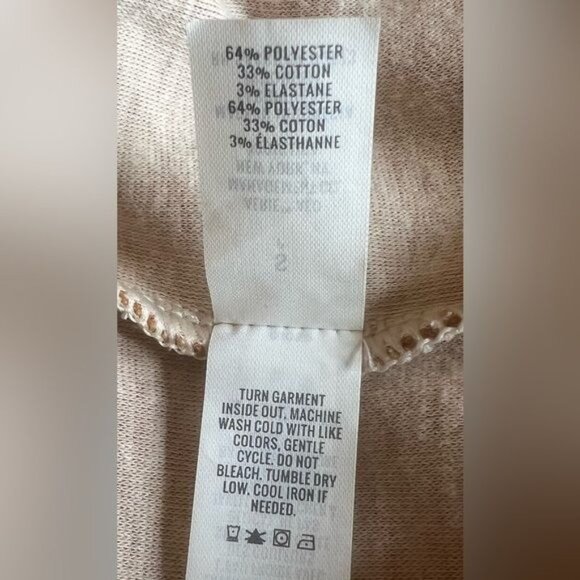 64% POLYESTER
33% COTTON
3% ELASTANE
64% POLYESTER
33% COTON
3% ÉLASTHANNE
TURN GARMENT
INSIDE OUT. MACHINE
WASH COLD WITH LIKE
COLORS, GENTLE
CYCLE. DO NOT
BLEACH. TUMBLE DRY
LOW. COOL IRON IF
NEEDED.